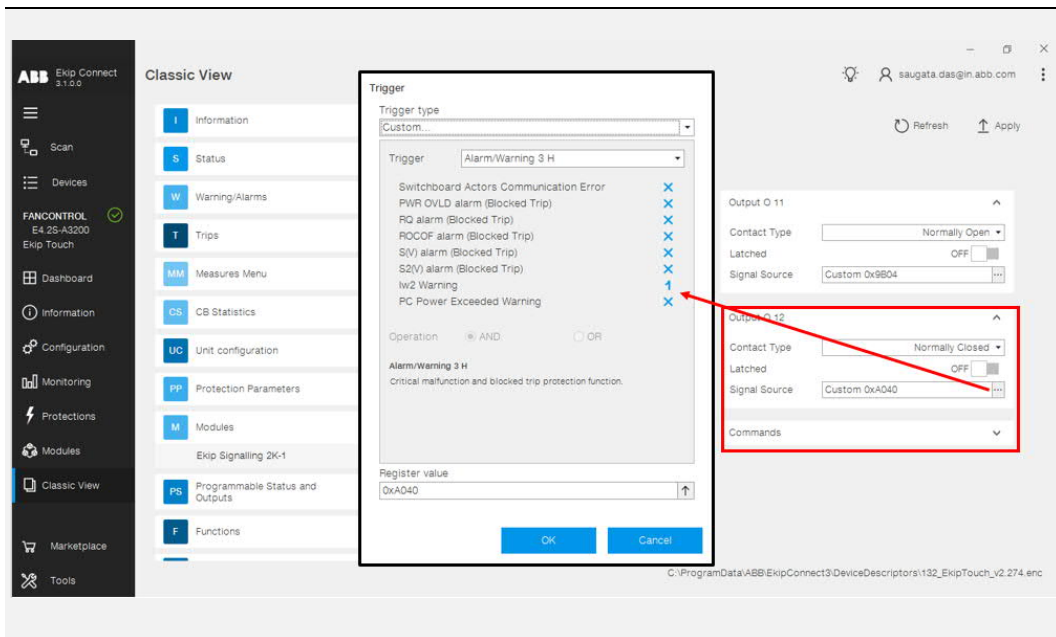 ABB Ekip Connect
3.1.0.0
Scan
Devices
FANCONTROL
E4.2S-A3200
Ekip Touch
Dashboard
Information
Configuration
Monitoring
Protections
Modules
Classic View
Marketplace
Tools
Classic View
saugata.das@in.abb.com
Refresh
Apply
I Information
S Status
W Warning/Alarms
T Trips
MM Measures Menu
CS CB Statistics
UC Unit configuration
PP Protection Parameters
M Modules
Ekip Signalling 2K-1
PS Programmable Status and
Outputs
F Functions
Trigger
Trigger type
Custom...
Trigger Alarm/Warning 3 H
Switchboard Actors Communication Error X
PWR OVLD alarm (Blocked Trip) X
RQ alarm (Blocked Trip) X
ROCOF alarm (Blocked Trip) X
S(V) alarm (Blocked Trip) X
S2(V) alarm (Blocked Trip) X
Iw2 Warning 1
PC Power Exceeded Warning X
Operation AND OR
Alarm/Warning 3 H
Critical malfunction and blocked trip protection function.
Register value
0xA040
OK Cancel
Output O 11
Contact Type Normally Open
Latched OFF
Signal Source Custom 0x9B04 ...
Output O 12
Contact Type Normally Closed
Latched OFF
Signal Source Custom 0xA040 ...
Commands
C:\ProgramData\ABB\EkipConnect3\DeviceDescriptors\132_EkipTouch_v2.274.enc